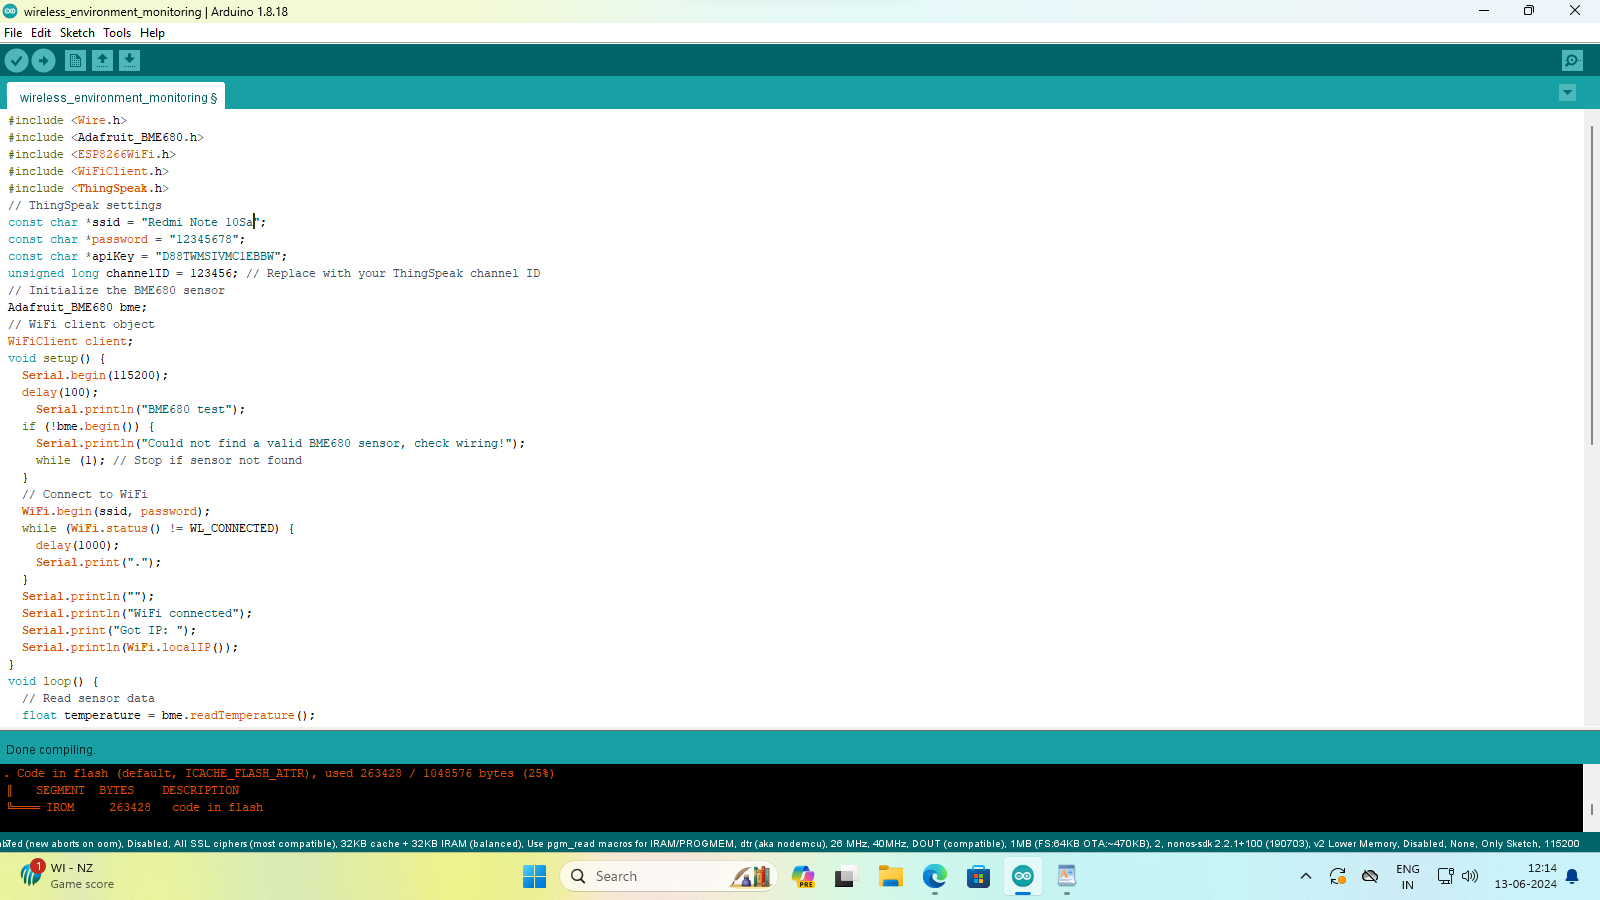 wireless_environment_monitoring | Arduino 1.8.18
File Edit Sketch Tools Help
wireless_environment_monitoring §
#include <Wire.h>
#include <Adafruit_BME680.h>
#include <ESP8266WiFi.h>
#include <WiFiClient.h>
#include <ThingSpeak.h>
// ThingSpeak settings
const char *ssid = "Redmi Note 10Sa";
const char *password = "12345678";
const char *apiKey = "D88TWMSIVMC1EBBW";
unsigned long channelID = 123456; // Replace with your ThingSpeak channel ID
// Initialize the BME680 sensor
Adafruit_BME680 bme;
// WiFi client object
WiFiClient client;
void setup() {
  Serial.begin(115200);
  delay(100);
    Serial.println("BME680 test");
  if (!bme.begin()) {
    Serial.println("Could not find a valid BME680 sensor, check wiring!");
    while (1); // Stop if sensor not found
  }
  // Connect to WiFi
  WiFi.begin(ssid, password);
  while (WiFi.status() != WL_CONNECTED) {
    delay(1000);
    Serial.print(".");
  }
  Serial.println("");
  Serial.println("WiFi connected");
  Serial.print("Got IP: ");
  Serial.println(WiFi.localIP());
}
void loop() {
  // Read sensor data
  float temperature = bme.readTemperature();
Done compiling.
. Code in flash (default, ICACHE_FLASH_ATTR), used 263428 / 1048576 bytes (25%)
║   SEGMENT  BYTES    DESCRIPTION
╚════ IROM     263428   code in flash
(new aborts on oom), Disabled, All SSL ciphers (most compatible), 32KB cache + 32KB IRAM (balanced), Use pgm_read macros for IRAM/PROGMEM, dtr (aka nodemcu), 26 MHz, 40MHz, DOUT (compatible), 1MB (FS:64KB OTA:~470KB), 2, nonos-sdk 2.2.1+100 (190703), v2 Lower Memory, Disabled, None, Only Sketch, 115200
1
WI - NZ
Game score
Search
PRE
ENG
IN
12:14
13-06-2024